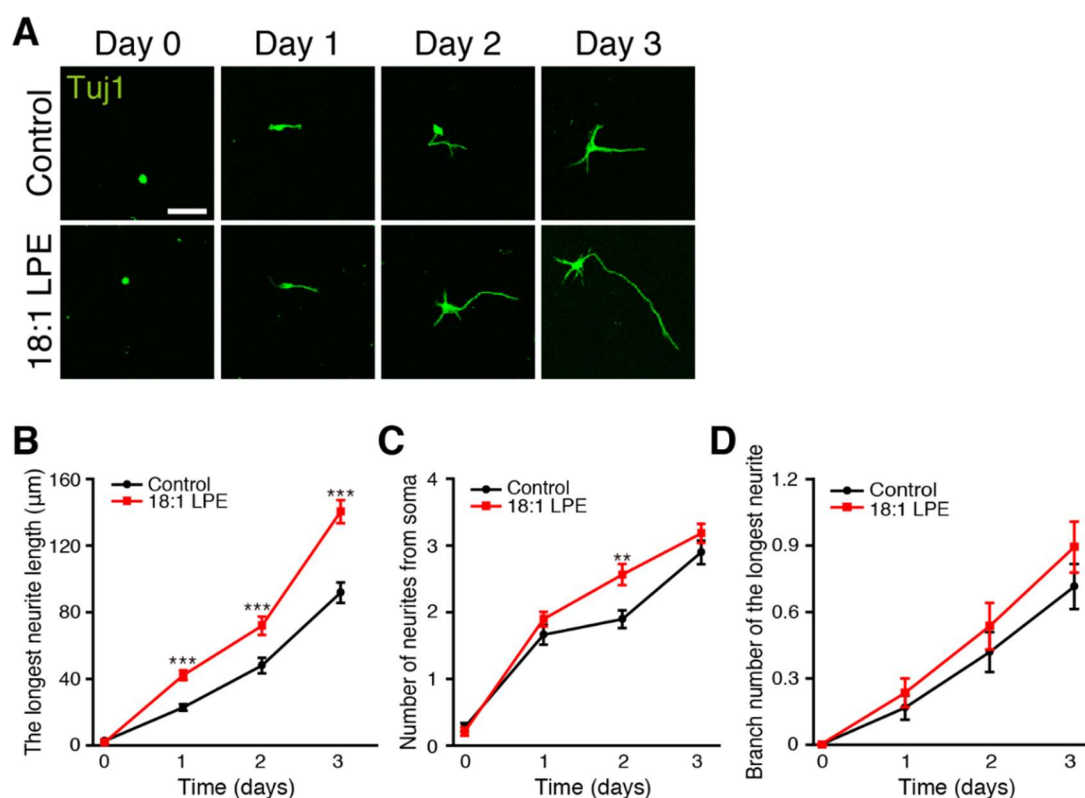 A
Day 0 Day 1 Day 2 Day 3
Control
Tuj1
18:1 LPE
B
The longest neurite length (μm)
160
120
80
40
0
Control
18:1 LPE
***
***
***
0 1 2 3
Time (days)
C
Number of neurites from soma
4
3
2
1
0
Control
18:1 LPE
**
0 1 2 3
Time (days)
D
Branch number of the longest neurite
1.2
0.9
0.6
0.3
0
Control
18:1 LPE
0 1 2 3
Time (days)